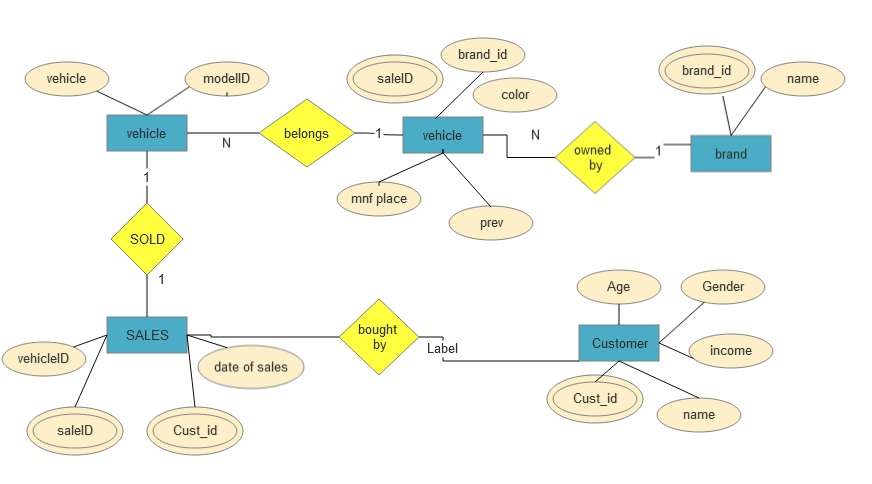 brand_id
vehicle
modelID
saleID
brand_id
name
color
vehicle
belongs
vehicle
N
1
N
owned
by
1
brand
1
mnf place
prev
SOLD
1
Age
Gender
SALES
bought
by
Label
Customer
income
vehicleID
date of sales
Cust_id
name
saleID
Cust_id